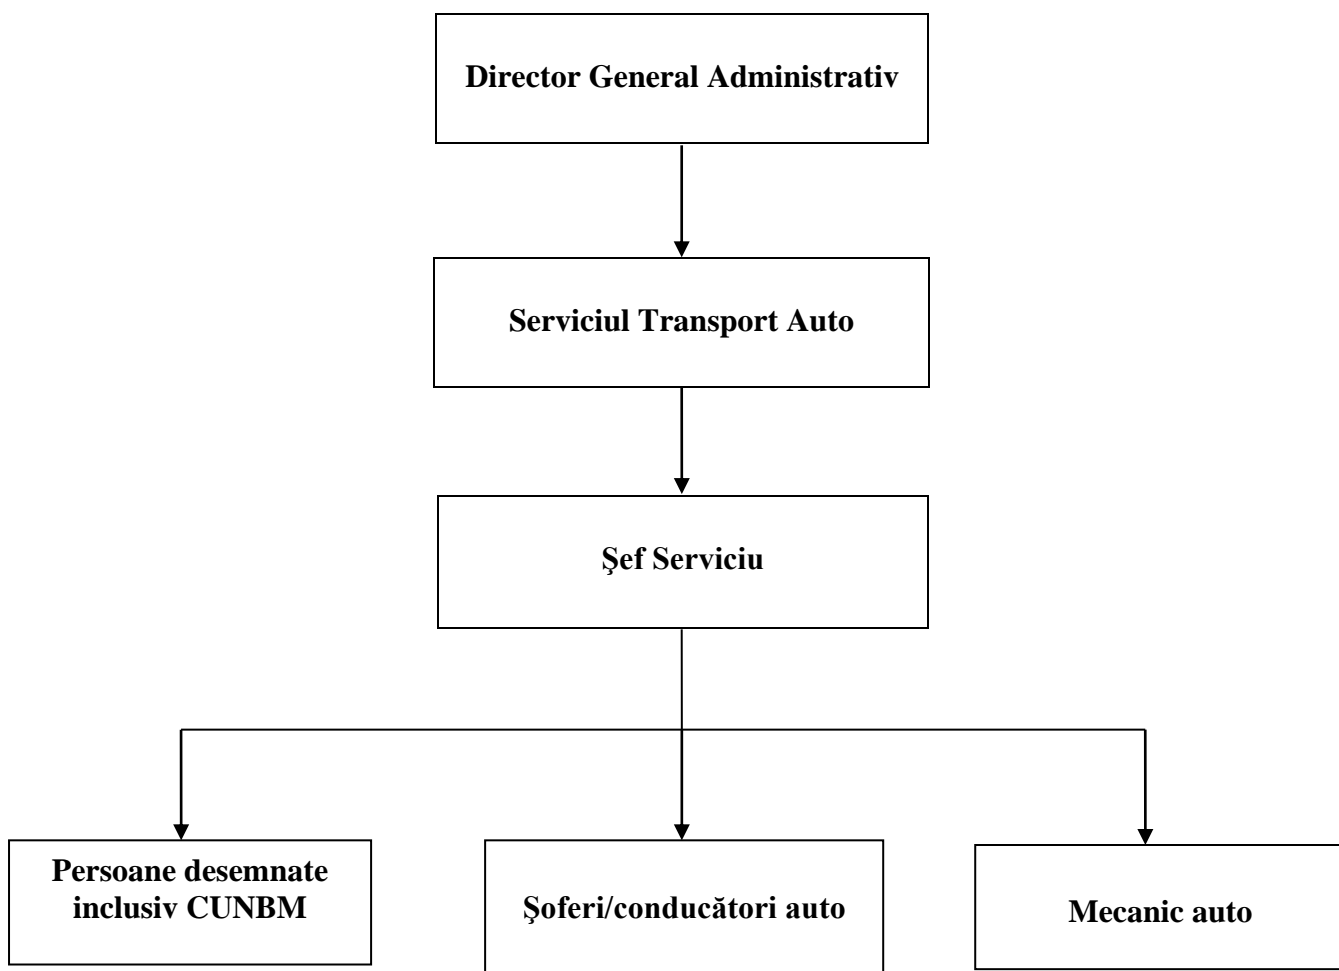 Director General Administrativ
Serviciul Transport Auto
Şef Serviciu
Persoane desemnate
inclusiv CUNBM
Şoferi/conducători auto
Mecanic auto